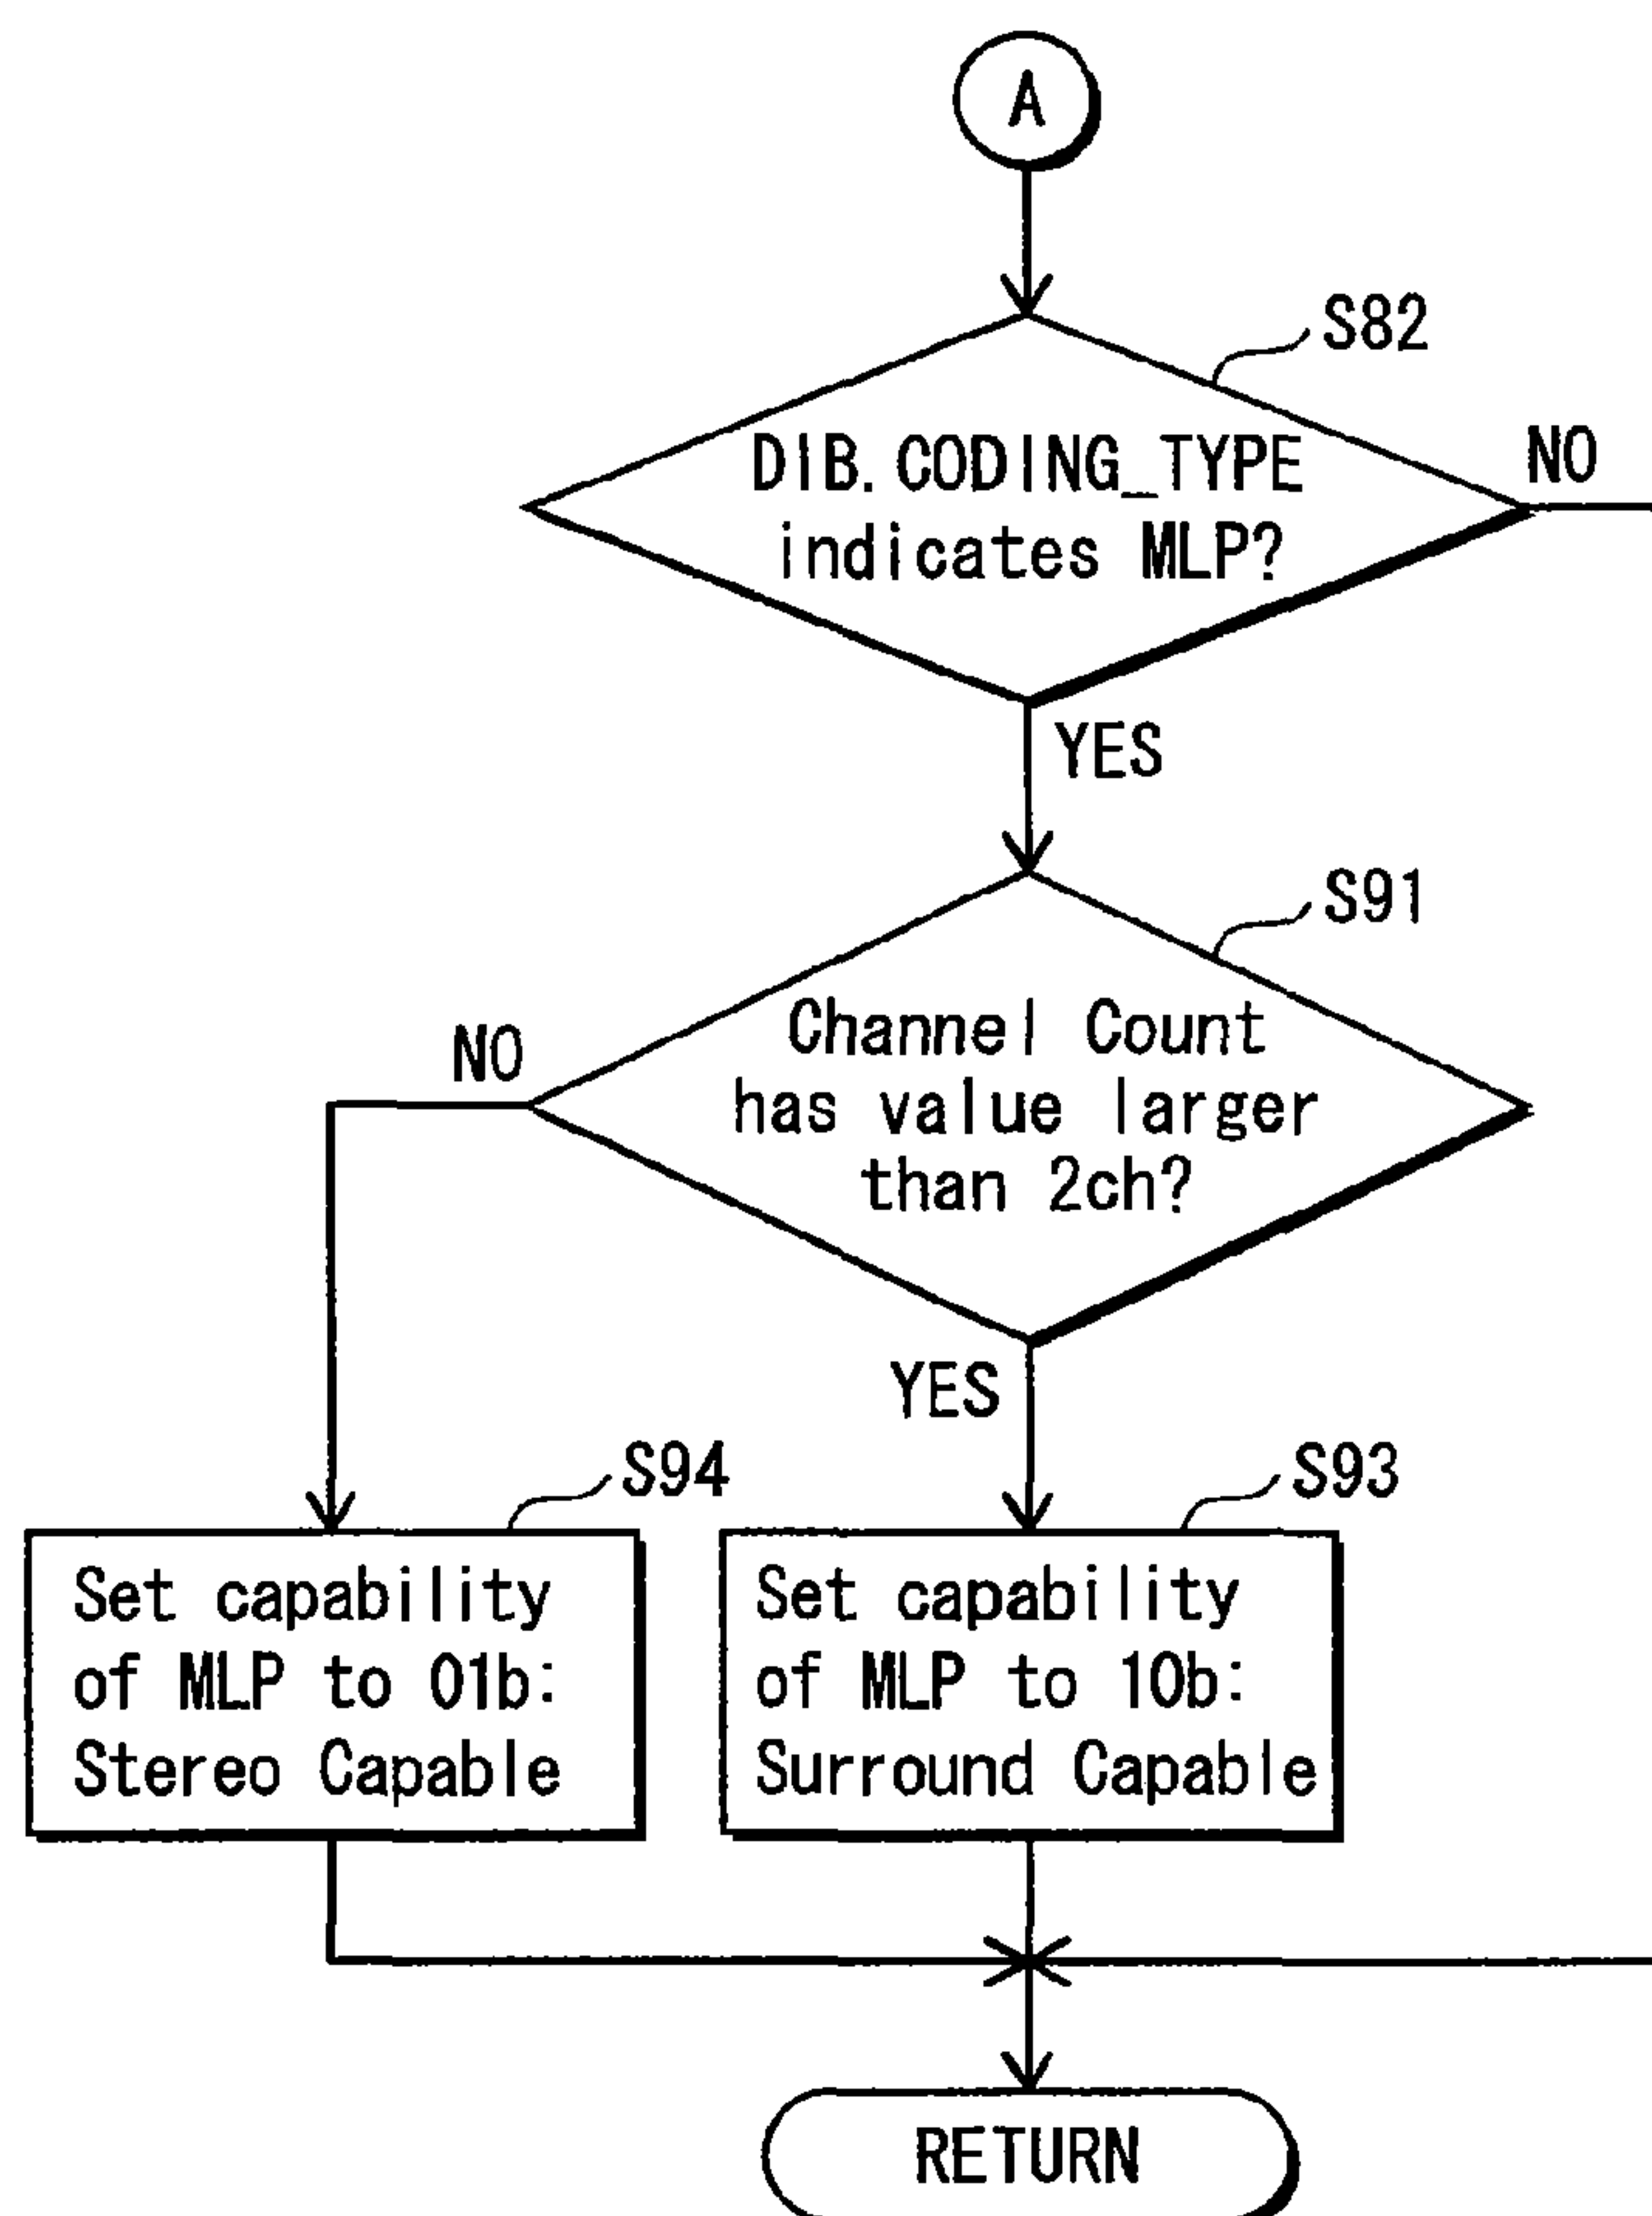 A
S82
DIB.CODING_TYPE
indicates MLP?
NO
YES
S91
Channel Count
has value larger
than 2ch?
NO
YES
S94
Set capability
of MLP to 01b:
Stereo Capable
S93
Set capability
of MLP to 10b:
Surround Capable
RETURN